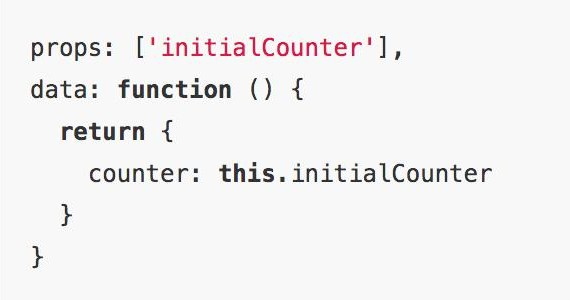 props: ['initialCounter'],
data: function () {
  return {
    counter: this.initialCounter
  }
}